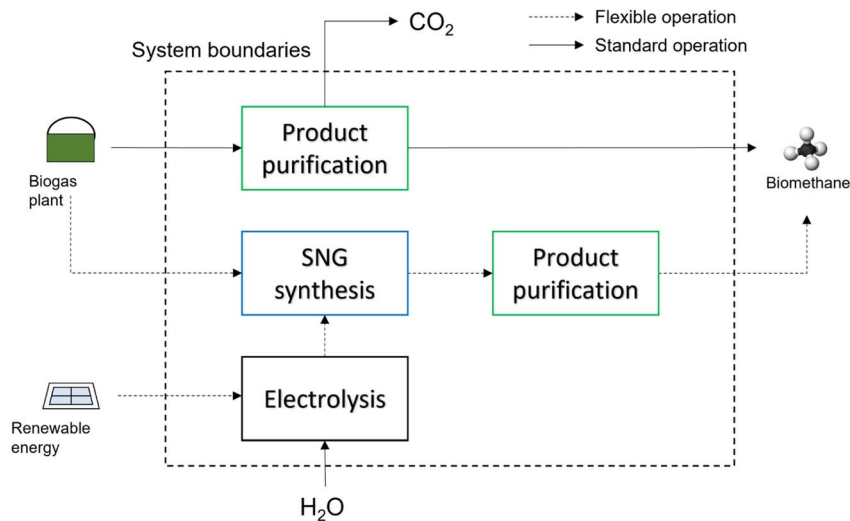 CO₂
Flexible operation
Standard operation
System boundaries
Product
purification
Biogas
plant
Biomethane
SNG
synthesis
Product
purification
Electrolysis
Renewable
energy
H₂O